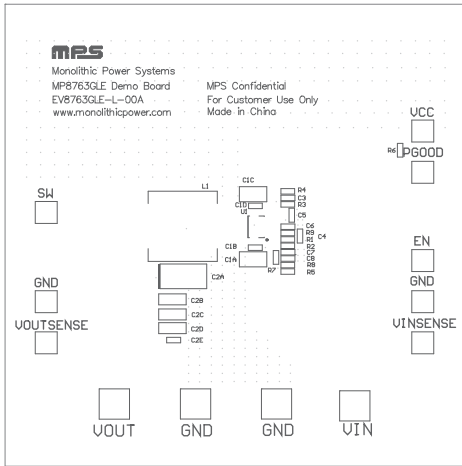 mps
Monolithic Power Systems
MP8763GLE Demo Board
EV8763GLE-L-00A
www.monolithicpower.com
MPS Confidential
For Customer Use Only
Made in China
VCC
R6
PGOOD
SW
L1
C1C
C1D
U1
R4
C3
R3
C5
C6
R9
R1
C4
R2
C7
C8
R8
R5
R7
C1B
C1A
C2A
C2B
C2C
C2D
C2E
EN
GND
VINSENSE
GND
VOUTSENSE
VOUT
GND
GND
VIN